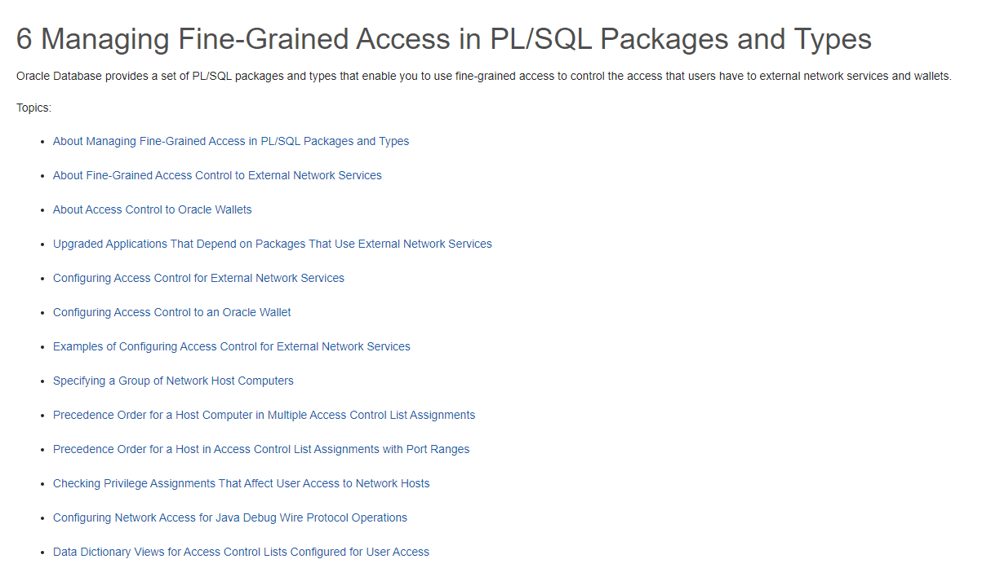 6 Managing Fine-Grained Access in PL/SQL Packages and Types
Oracle Database provides a set of PL/SQL packages and types that enable you to use fine-grained access to control the access that users have to external network services and wallets.
Topics:
• About Managing Fine-Grained Access in PL/SQL Packages and Types
• About Fine-Grained Access Control to External Network Services
• About Access Control to Oracle Wallets
• Upgraded Applications That Depend on Packages That Use External Network Services
• Configuring Access Control for External Network Services
• Configuring Access Control to an Oracle Wallet
• Examples of Configuring Access Control for External Network Services
• Specifying a Group of Network Host Computers
• Precedence Order for a Host Computer in Multiple Access Control List Assignments
• Precedence Order for a Host in Access Control List Assignments with Port Ranges
• Checking Privilege Assignments That Affect User Access to Network Hosts
• Configuring Network Access for Java Debug Wire Protocol Operations
• Data Dictionary Views for Access Control Lists Configured for User Access